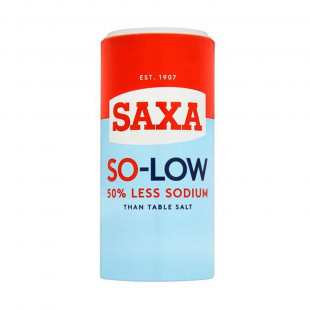 EST. 1907
SAXA
SO-LOW
50% LESS SODIUM
THAN TABLE SALT